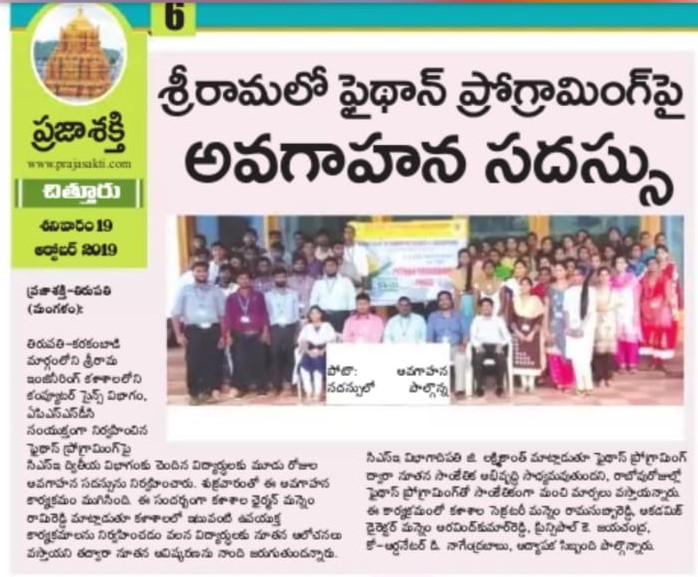 6
శ్రీరామలో ఫైథాన్ ప్రోగ్రామింగ్‌పై
అవగాహన సదస్సు
ప్రజాశక్తి
www.prajasakti.com
చిత్తూరు
శనివారం 19
అక్టోబర్ 2019
ప్రజాశక్తి-తిరుపతి
(మంగళం):
తిరుపతి-కరకంబాడి
మార్గంలోని శ్రీరామ
ఇంజినీరింగ్ కళాశాలలోని
కంప్యూటర్ సైన్స్ విభాగం,
ఏపిఎస్ఎస్‌డీసి
సంయుక్తంగా నిర్వహించిన
ఫైథాన్ ప్రోగ్రామింగ్‌పై
సిఎస్ఇ ద్వితీయ విభాగంకు చెందిన విద్యార్థులకు మూడు రోజుల
అవగాహన సదస్సును నిర్వహించారు. శుక్రవారంతో ఈ అవగాహన
కార్యక్రమం ముగిసింది. ఈ సందర్భంగా కళాశాల ఛైర్మన్ మన్నెం
రామిరెడ్డి మాట్లాడుతూ కళాశాలలో ఇటువంటి ఉపయుక్త
కార్యక్రమాలను నిర్వహించడం వలన విద్యార్థులకు నూతన ఆలోచనలు
వస్తాయని తద్వారా నూతన ఆవిష్కరణను నాంది జరుగుతుందన్నారు.
ఫోటో: అవగాహన
సదస్సులో పాల్గొన్న
సిఎస్ఇ విభాగాధిపతి జి. లక్ష్మీకాంత్ మాట్లాడుతూ ఫైథాన్ ప్రోగ్రామింగ్
ద్వారా నూతన సాంకేతిక అభివృద్ధి సాధ్యమవుతుందని, రాబోవురోజుల్లో
ఫైథాన్ ప్రోగ్రామింగ్‌తో సాంకేతికంగా మంచి మార్పులు వస్తాయన్నారు.
ఈ కార్యక్రమంలో కళాశాల సెక్రటరీ మన్నెం రామసుబ్బారెడ్డి, అకడమిక్
డైరెక్టర్ మన్నెం అరవింద్‌కుమార్‌రెడ్డి, ప్రిన్సిపాల్ కె. జయచంద్ర,
కో-ఆర్డినేటర్ డి. నాగేంద్రబాబు, అధ్యాపక సిబ్బంది పాల్గొన్నారు.